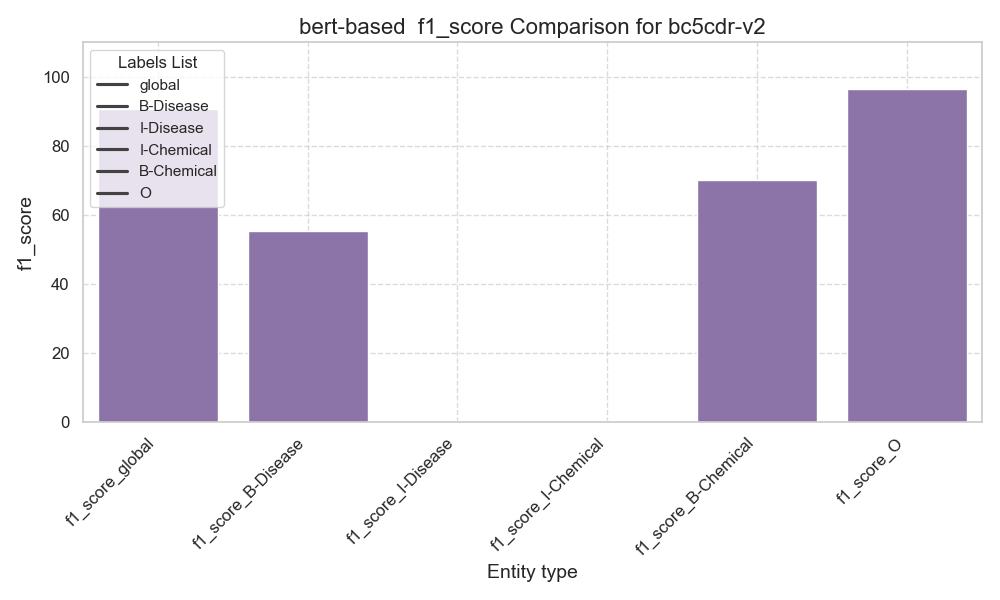 bert-based  f1_score Comparison for bc5cdr-v2
Labels List
global
B-Disease
I-Disease
I-Chemical
B-Chemical
O
f1_score
100
80
60
40
20
0
f1_score_global
f1_score_B-Disease
f1_score_I-Disease
f1_score_I-Chemical
f1_score_B-Chemical
f1_score_O
Entity type